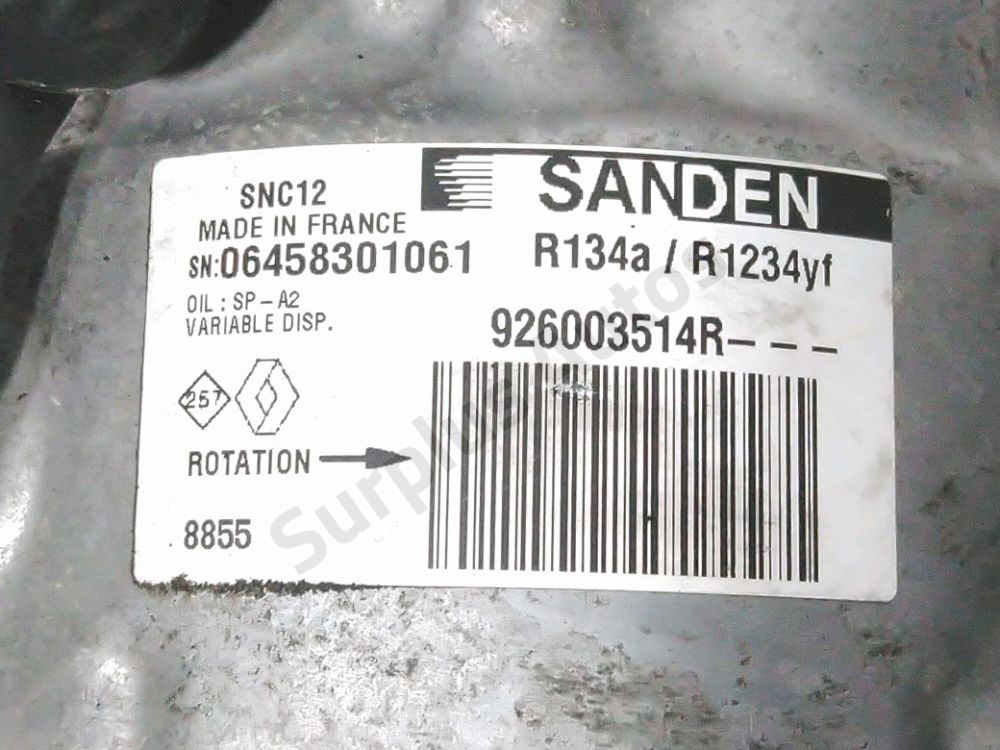 SANDEN
SNC12
MADE IN FRANCE
SN:06458301061
R134a / R1234yf
OIL : SP-A2
VARIABLE DISP.
926003514R---
257
ROTATION
8855
Surplus Autos